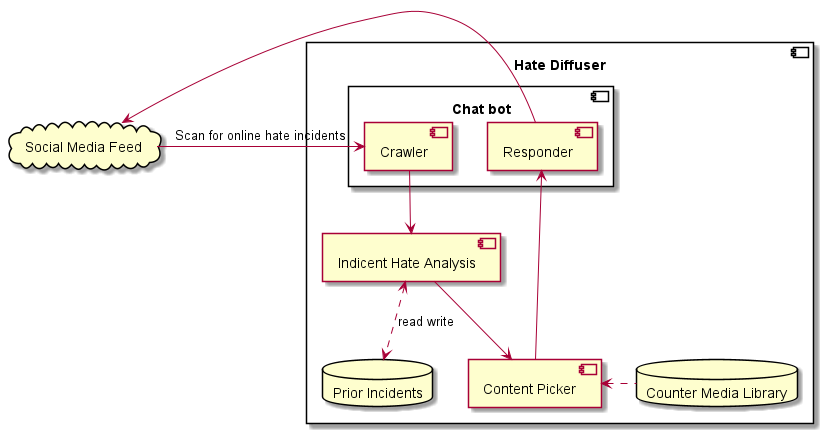 Hate Diffuser
Chat bot
Social Media Feed
Scan for online hate incidents
Crawler
Responder
Indicent Hate Analysis
read write
Prior Incidents
Content Picker
Counter Media Library